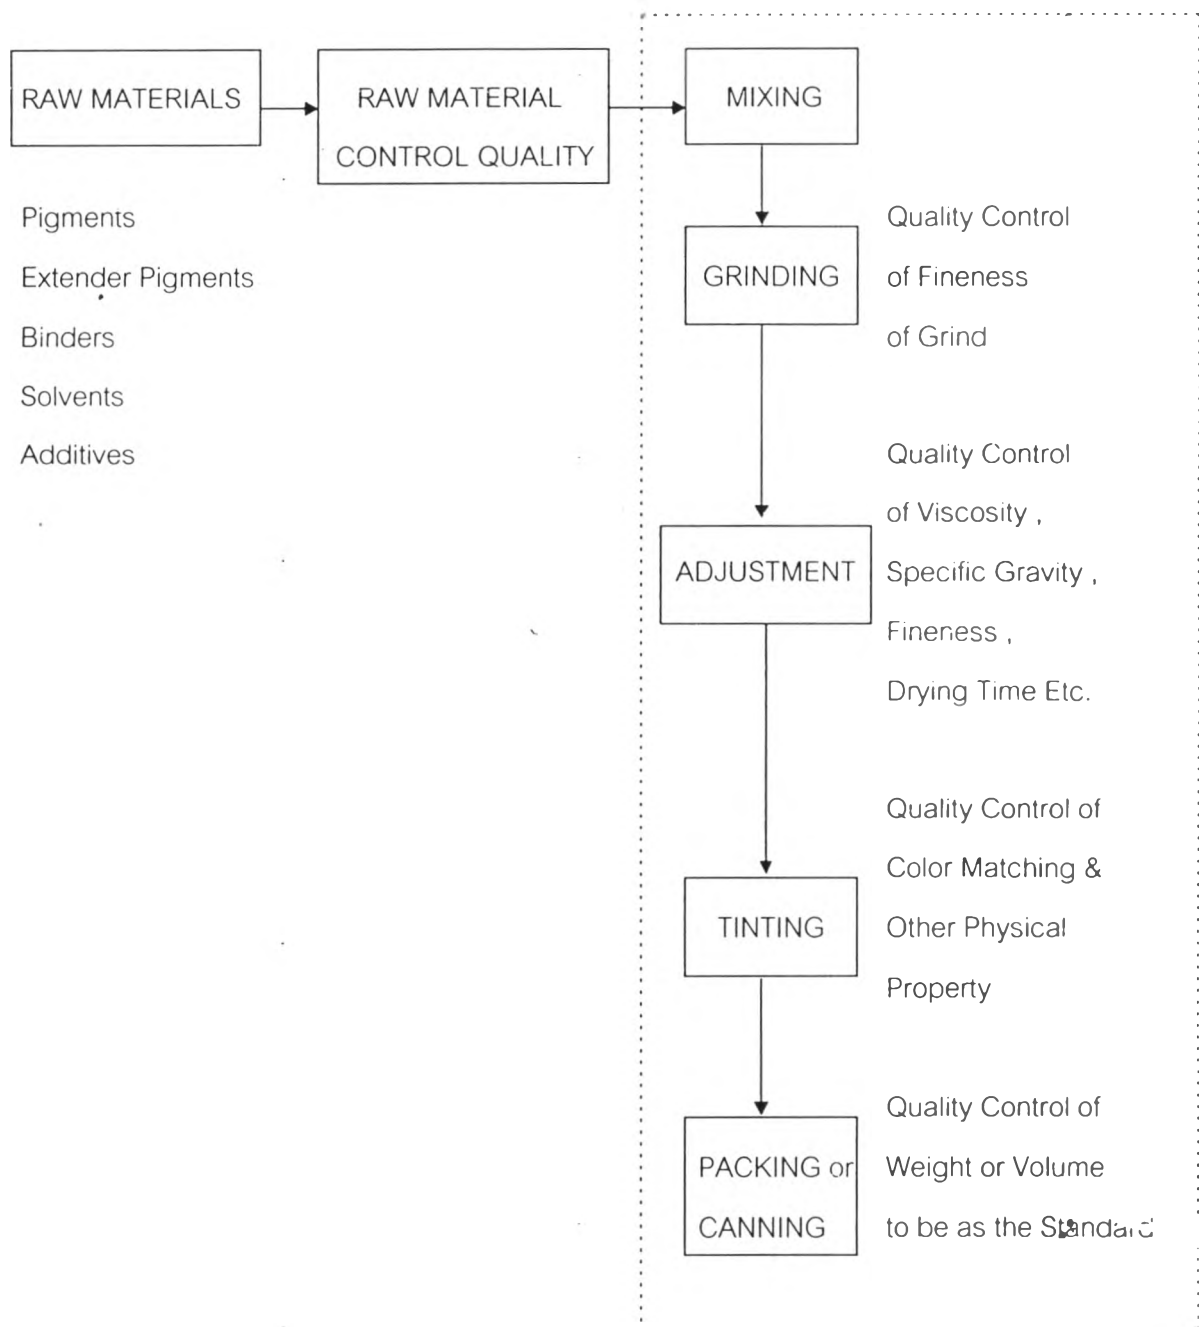 RAW MATERIALS
RAW MATERIAL
CONTROL QUALITY
MIXING
Pigments
Extender Pigments
Binders
Solvents
Additives
GRINDING
Quality Control
of Fineness
of Grind
ADJUSTMENT
Quality Control
of Viscosity ,
Specific Gravity ,
Fineness ,
Drying Time Etc.
TINTING
Quality Control of
Color Matching &
Other Physical
Property
PACKING or
CANNING
Quality Control of
Weight or Volume
to be as the Standard